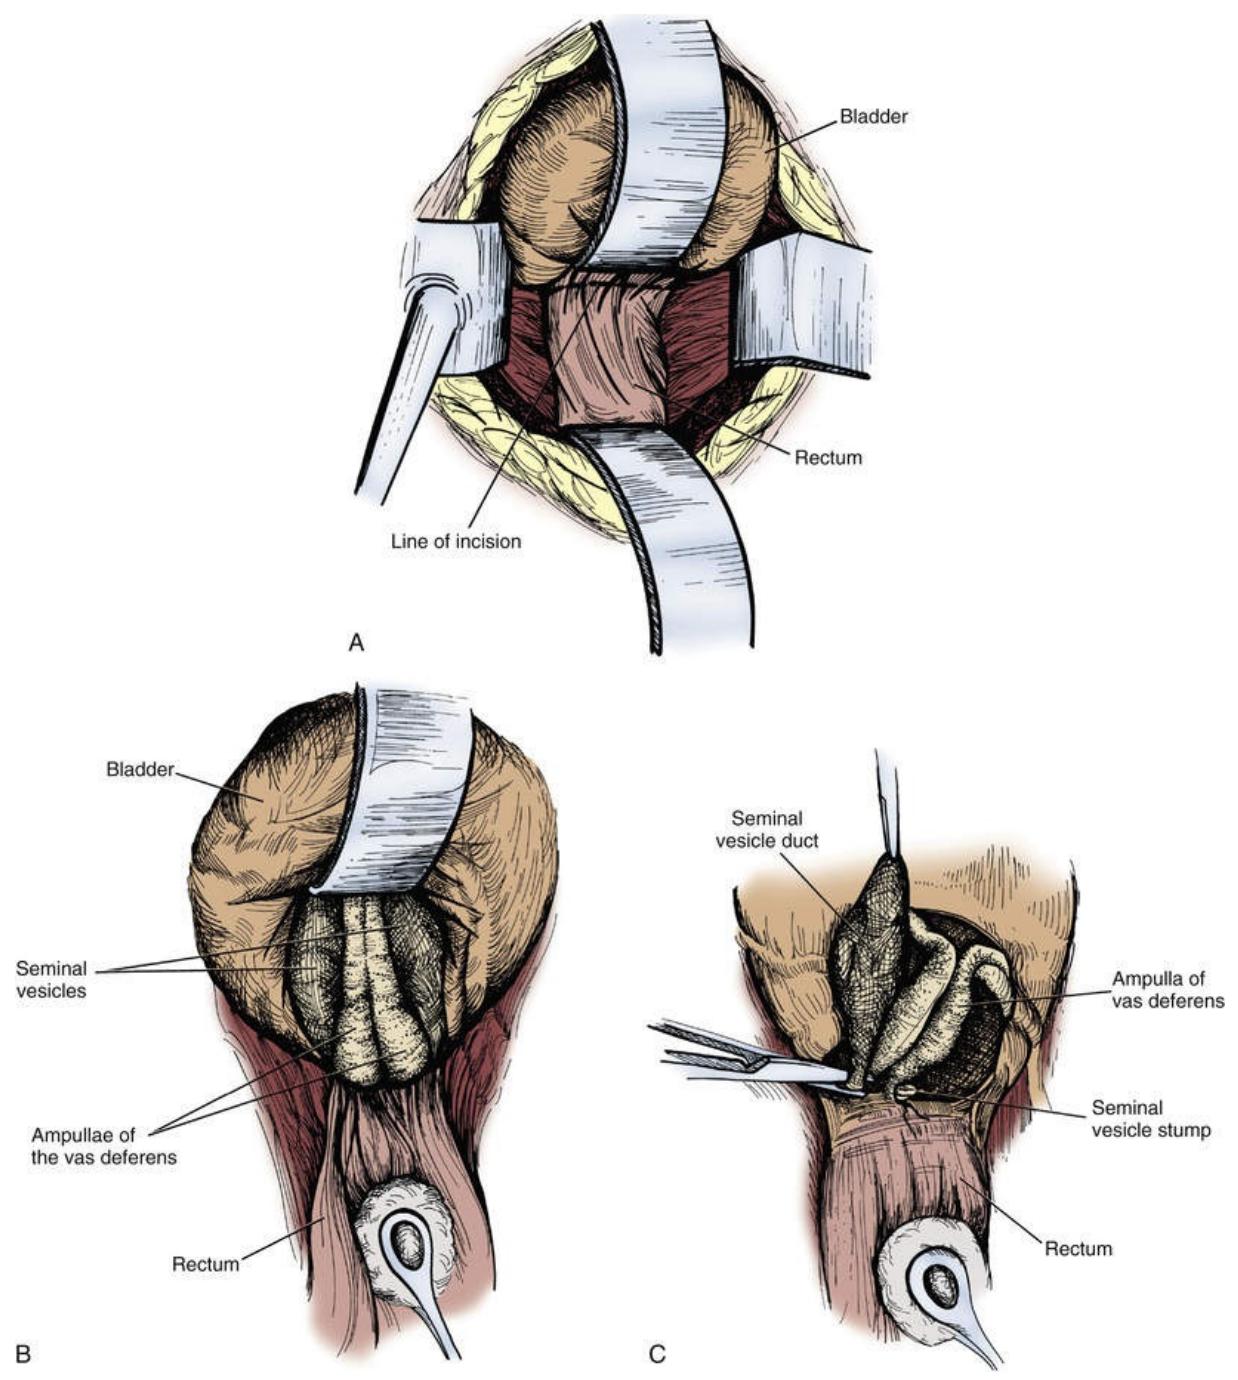 Bladder
Rectum
Line of incision
A
Bladder
Seminal
vesicles
Ampullae of
the vas deferens
Rectum
B
Seminal
vesicle duct
Ampulla of
vas deferens
Seminal
vesicle stump
Rectum
C